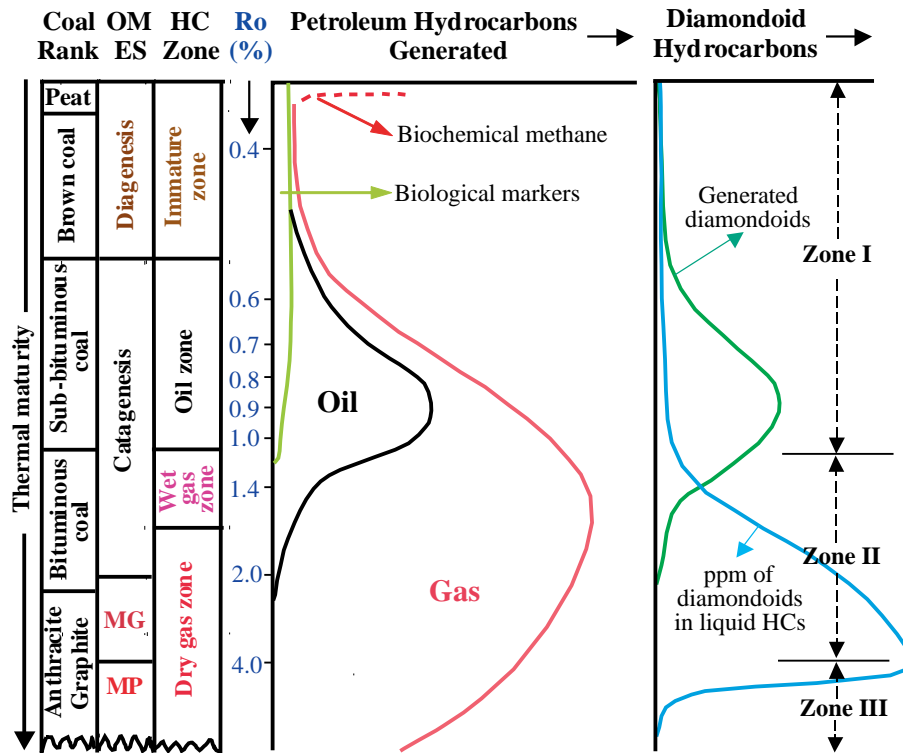 Coal Rank
OM ES
HC Zone
Ro (%)
Petroleum Hydrocarbons Generated
Diamondoid Hydrocarbons
Thermal maturity
Peat
Brown coal
Sub-bituminous coal
Bituminous coal
Anthracite Graphite
Diagenesis
Catagenesis
MG
MP
Immature zone
Oil zone
Wet gas zone
Dry gas zone
0.4
0.6
0.7
0.8
0.9
1.0
1.4
2.0
4.0
Biochemical methane
Biological markers
Oil
Gas
Generated
diamondoids
Zone I
Zone II
ppm of
diamondoids
in liquid HCs
Zone III